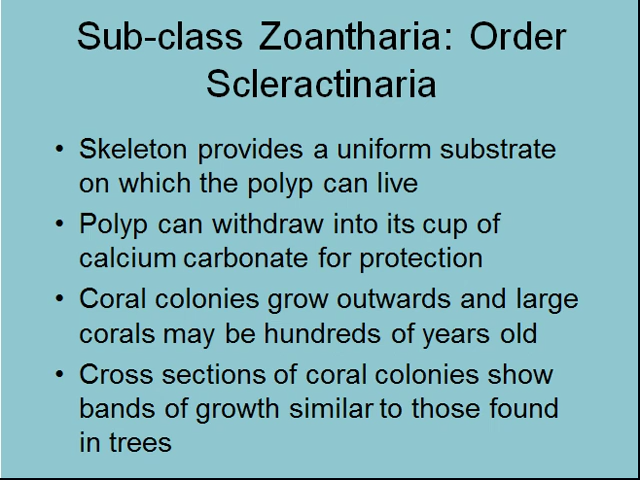 Sub-class Zoantharia: Order
Scleractinaria
• Skeleton provides a uniform substrate
on which the polyp can live
• Polyp can withdraw into its cup of
calcium carbonate for protection
• Coral colonies grow outwards and large
corals may be hundreds of years old
• Cross sections of coral colonies show
bands of growth similar to those found
in trees